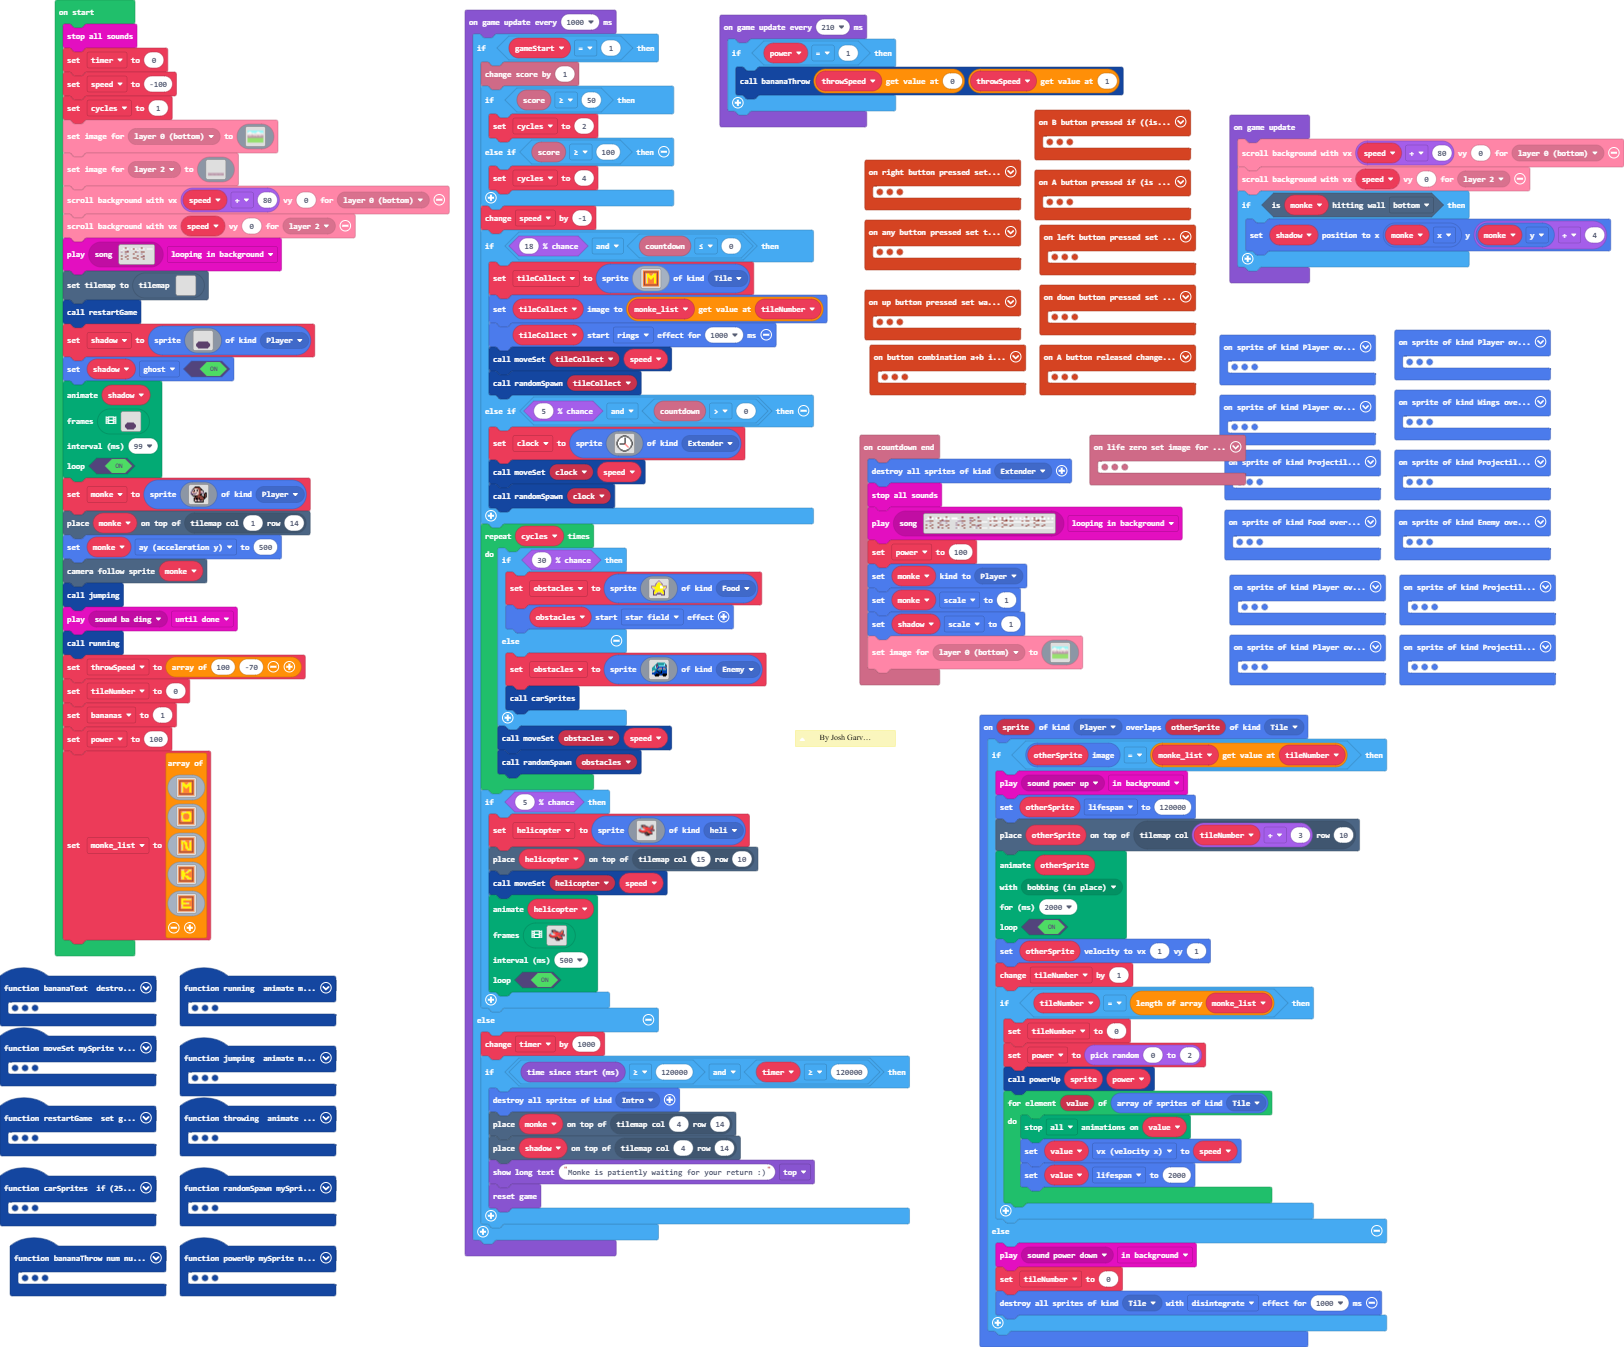 on start
stop all sounds
set timer to 0
set speed to -100
set cycles to 1
set image for layer 0 (bottom) to
set image for layer 2 to
scroll background with vx speed ÷ 80 vy 0 for layer 0 (bottom)
scroll background with vx speed vy 0 for layer 2
play song looping in background
set tilemap to tilemap
call restartGame
set shadow to sprite of kind Player
set shadow ghost ON
animate shadow
frames
interval (ms) 99
loop ON
set monke to sprite of kind Player
place monke on top of tilemap col 1 row 14
set monke ay (acceleration y) to 500
camera follow sprite monke
call jumping
play sound ba ding until done
call running
set throwSpeed to array of 100 -70
set tileNumber to 0
set bananas to 1
set power to 100
set monke_list to array of
M
O
N
K
E
function bananaText destro...
function running animate m...
function moveSet mySprite v...
function jumping animate m...
function restartGame set g...
function throwing animate ...
function carSprites if (25...
function randomSpawn mySpri...
function bananaThrow num nu...
function powerUp mySprite n...
on game update every 1000 ms
if gameStart = 1 then
change score by 1
if score ≥ 50 then
set cycles to 2
else if score ≥ 100 then
set cycles to 4
change speed by -1
if 18 % chance and countdown ≤ 0 then
set tileCollect to sprite M of kind Tile
set tileCollect image to monke_list get value at tileNumber
tileCollect start rings effect for 1000 ms
call moveSet tileCollect speed
call randomSpawn tileCollect
else if 5 % chance and countdown > 0 then
set clock to sprite of kind Extender
call moveSet clock speed
call randomSpawn clock
repeat cycles times
do
if 30 % chance then
set obstacles to sprite of kind Food
obstacles start star field effect
else
set obstacles to sprite of kind Enemy
call carSprites
call moveSet obstacles speed
call randomSpawn obstacles
if 5 % chance then
set helicopter to sprite of kind heli
place helicopter on top of tilemap col 15 row 10
call moveSet helicopter speed
animate helicopter
frames
interval (ms) 500
loop ON
else
change timer by 1000
if time since start (ms) ≥ 120000 and timer ≥ 120000 then
destroy all sprites of kind Intro
place monke on top of tilemap col 4 row 14
place shadow on top of tilemap col 4 row 14
show long text "Monke is patiently waiting for your return :)" top
reset game
on game update every 210 ms
if power = 1 then
call bananaThrow throwSpeed get value at 0 throwSpeed get value at 1
on B button pressed if ((is...
on right button pressed set...
on A button pressed if (is ...
on any button pressed set t...
on left button pressed set ...
on up button pressed set wa...
on down button pressed set ...
on button combination a+b i...
on A button released change...
on game update
scroll background with vx speed ÷ 80 vy 0 for layer 0 (bottom)
scroll background with vx speed vy 0 for layer 2
if is monke hitting wall bottom then
set shadow position to x monke x y monke y + 4
on sprite of kind Player ov...
on sprite of kind Player ov...
on sprite of kind Player ov...
on sprite of kind Wings ove...
on sprite of kind Projectil...
on sprite of kind Projectil...
on sprite of kind Food over...
on sprite of kind Enemy ove...
on sprite of kind Player ov...
on sprite of kind Projectil...
on sprite of kind Player ov...
on sprite of kind Projectil...
on countdown end
destroy all sprites of kind Extender
stop all sounds
play song looping in background
set power to 100
set monke kind to Player
set monke scale to 1
set shadow scale to 1
set image for layer 0 (bottom) to
on life zero set image for ...
By Josh Garv...
on sprite of kind Player overlaps otherSprite of kind Tile
if otherSprite image = monke_list get value at tileNumber then
play sound power up in background
set otherSprite lifespan to 120000
place otherSprite on top of tilemap col tileNumber + 3 row 10
animate otherSprite
with bobbing (in place)
for (ms) 2000
loop ON
set otherSprite velocity to vx 1 vy 1
change tileNumber by 1
if tileNumber = length of array monke_list then
set tileNumber to 0
set power to pick random 0 to 2
call powerUp sprite power
for element value of array of sprites of kind Tile
do
stop all animations on value
set value vx (velocity x) to speed
set value lifespan to 2000
else
play sound power down in background
set tileNumber to 0
destroy all sprites of kind Tile with disintegrate effect for 1000 ms